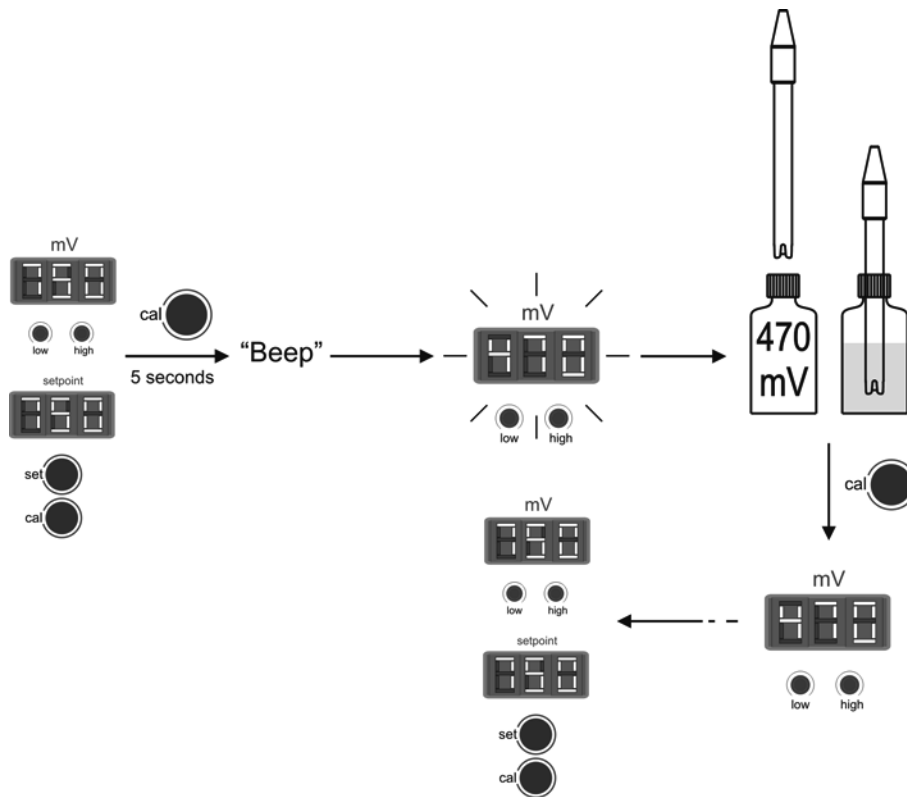 mV
low
high
setpoint
set
cal
cal
5 seconds
“Beep”
mV
low
high
470
mV
cal
mV
low
high
mV
low
high
setpoint
set
cal